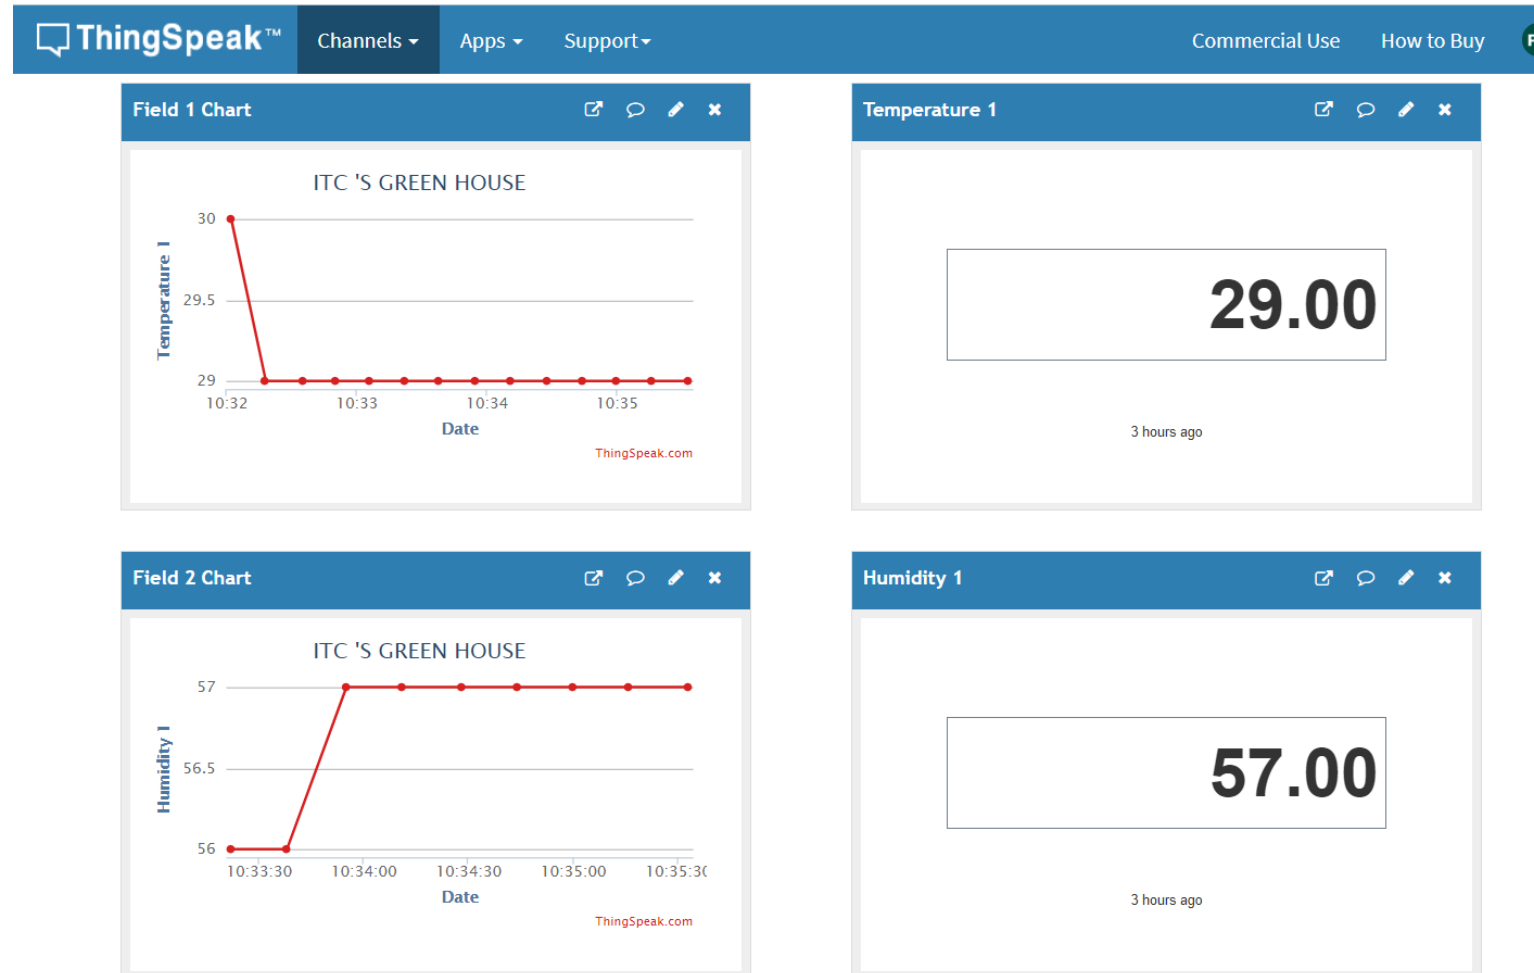 ThingSpeak™ Channels Apps Support Commercial Use How to Buy
Field 1 Chart
ITC 'S GREEN HOUSE
Temperature 1
30
29.5
29
10:32 10:33 10:34 10:35
Date
ThingSpeak.com
Temperature 1
29.00
3 hours ago
Field 2 Chart
ITC 'S GREEN HOUSE
Humidity 1
57
56.5
56
10:33:30 10:34:00 10:34:30 10:35:00 10:35:3
Date
ThingSpeak.com
Humidity 1
57.00
3 hours ago